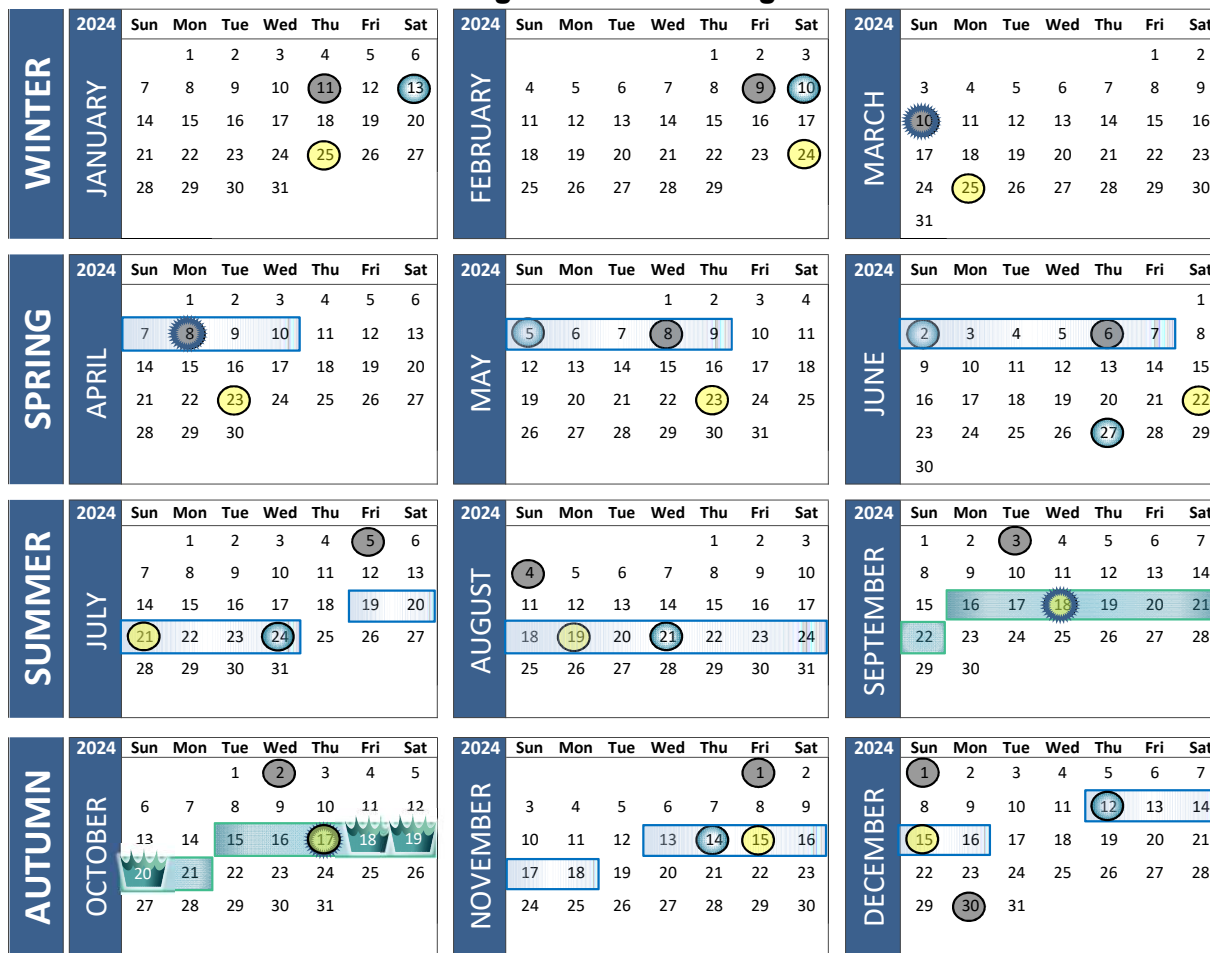 WINTER
JANUARY
2024 Sun Mon Tue Wed Thu Fri Sat
1 2 3 4 5 6
7 8 9 10 11 12 13
14 15 16 17 18 19 20
21 22 23 24 25 26 27
28 29 30 31
FEBRUARY
2024 Sun Mon Tue Wed Thu Fri Sat
1 2 3
4 5 6 7 8 9 10
11 12 13 14 15 16 17
18 19 20 21 22 23 24
25 26 27 28 29
MARCH
2024 Sun Mon Tue Wed Thu Fri Sat
1 2
3 4 5 6 7 8 9
10 11 12 13 14 15 16
17 18 19 20 21 22 23
24 25 26 27 28 29 30
31
SPRING
APRIL
2024 Sun Mon Tue Wed Thu Fri Sat
1 2 3 4 5 6
7 8 9 10 11 12 13
14 15 16 17 18 19 20
21 22 23 24 25 26 27
28 29 30
MAY
2024 Sun Mon Tue Wed Thu Fri Sat
1 2 3 4
5 6 7 8 9 10 11
12 13 14 15 16 17 18
19 20 21 22 23 24 25
26 27 28 29 30 31
JUNE
2024 Sun Mon Tue Wed Thu Fri Sat
1
2 3 4 5 6 7 8
9 10 11 12 13 14 15
16 17 18 19 20 21 22
23 24 25 26 27 28 29
30
SUMMER
JULY
2024 Sun Mon Tue Wed Thu Fri Sat
1 2 3 4 5 6
7 8 9 10 11 12 13
14 15 16 17 18 19 20
21 22 23 24 25 26 27
28 29 30 31
AUGUST
2024 Sun Mon Tue Wed Thu Fri Sat
1 2 3
4 5 6 7 8 9 10
11 12 13 14 15 16 17
18 19 20 21 22 23 24
25 26 27 28 29 30 31
SEPTEMBER
2024 Sun Mon Tue Wed Thu Fri Sat
1 2 3 4 5 6 7
8 9 10 11 12 13 14
15 16 17 18 19 20 21
22 23 24 25 26 27 28
29 30
AUTUMN
OCTOBER
2024 Sun Mon Tue Wed Thu Fri Sat
1 2 3 4 5
6 7 8 9 10 11 12
13 14 15 16 17 18 19
20 21 22 23 24 25 26
27 28 29 30 31
NOVEMBER
2024 Sun Mon Tue Wed Thu Fri Sat
1 2
3 4 5 6 7 8 9
10 11 12 13 14 15 16
17 18 19 20 21 22 23
24 25 26 27 28 29 30
DECEMBER
2024 Sun Mon Tue Wed Thu Fri Sat
1 2 3 4 5 6 7
8 9 10 11 12 13 14
15 16 17 18 19 20 21
22 23 24 25 26 27 28
29 30 31